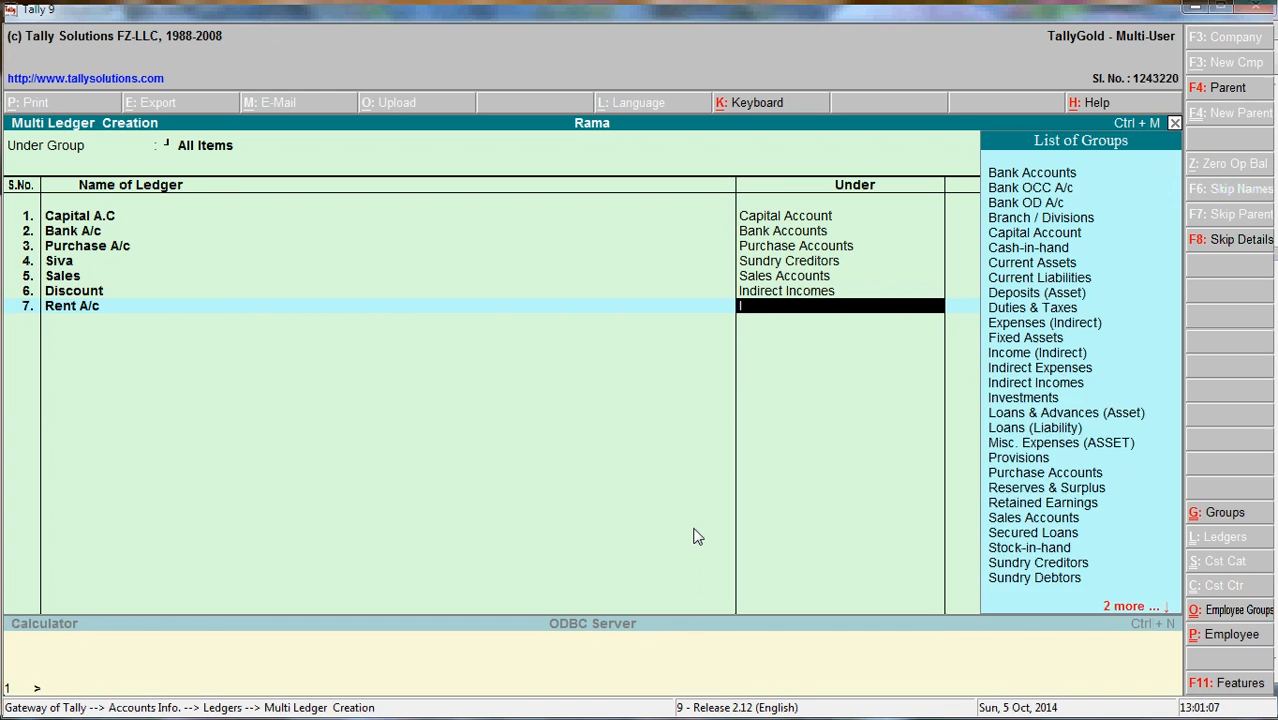 Tally 9
(c) Tally Solutions FZ-LLC, 1988-2008
TallyGold - Multi-User
http://www.tallysolutions.com
Sl. No. : 1243220
P: Print
E: Export
M: E-Mail
O: Upload
L: Language
K: Keyboard
H: Help
Multi Ledger Creation
Rama
Ctrl + M
Under Group : ┘ All Items
S.No. Name of Ledger Under
1. Capital A.C Capital Account
2. Bank A/c Bank Accounts
3. Purchase A/c Purchase Accounts
4. Siva Sundry Creditors
5. Sales Sales Accounts
6. Discount Indirect Incomes
7. Rent A/c
List of Groups
Bank Accounts
Bank OCC A/c
Bank OD A/c
Branch / Divisions
Capital Account
Cash-in-hand
Current Assets
Current Liabilities
Deposits (Asset)
Duties & Taxes
Expenses (Indirect)
Fixed Assets
Income (Indirect)
Indirect Expenses
Indirect Incomes
Investments
Loans & Advances (Asset)
Loans (Liability)
Misc. Expenses (ASSET)
Provisions
Purchase Accounts
Reserves & Surplus
Retained Earnings
Sales Accounts
Secured Loans
Stock-in-hand
Sundry Creditors
Sundry Debtors
2 more ... ↓
F3: Company
F3: New Cmp
F4: Parent
F4: New Parent
Z: Zero Op Bal
F6: Skip Names
F7: Skip Parent
F8: Skip Details
G: Groups
L: Ledgers
S: Cst Cat
C: Cst Ctr
O: Employee Groups
P: Employee
F11: Features
Calculator
ODBC Server
Ctrl + N
1 >
Gateway of Tally --> Accounts Info. --> Ledgers --> Multi Ledger Creation
9 - Release 2.12 (English)
Sun, 5 Oct, 2014
13:01:07